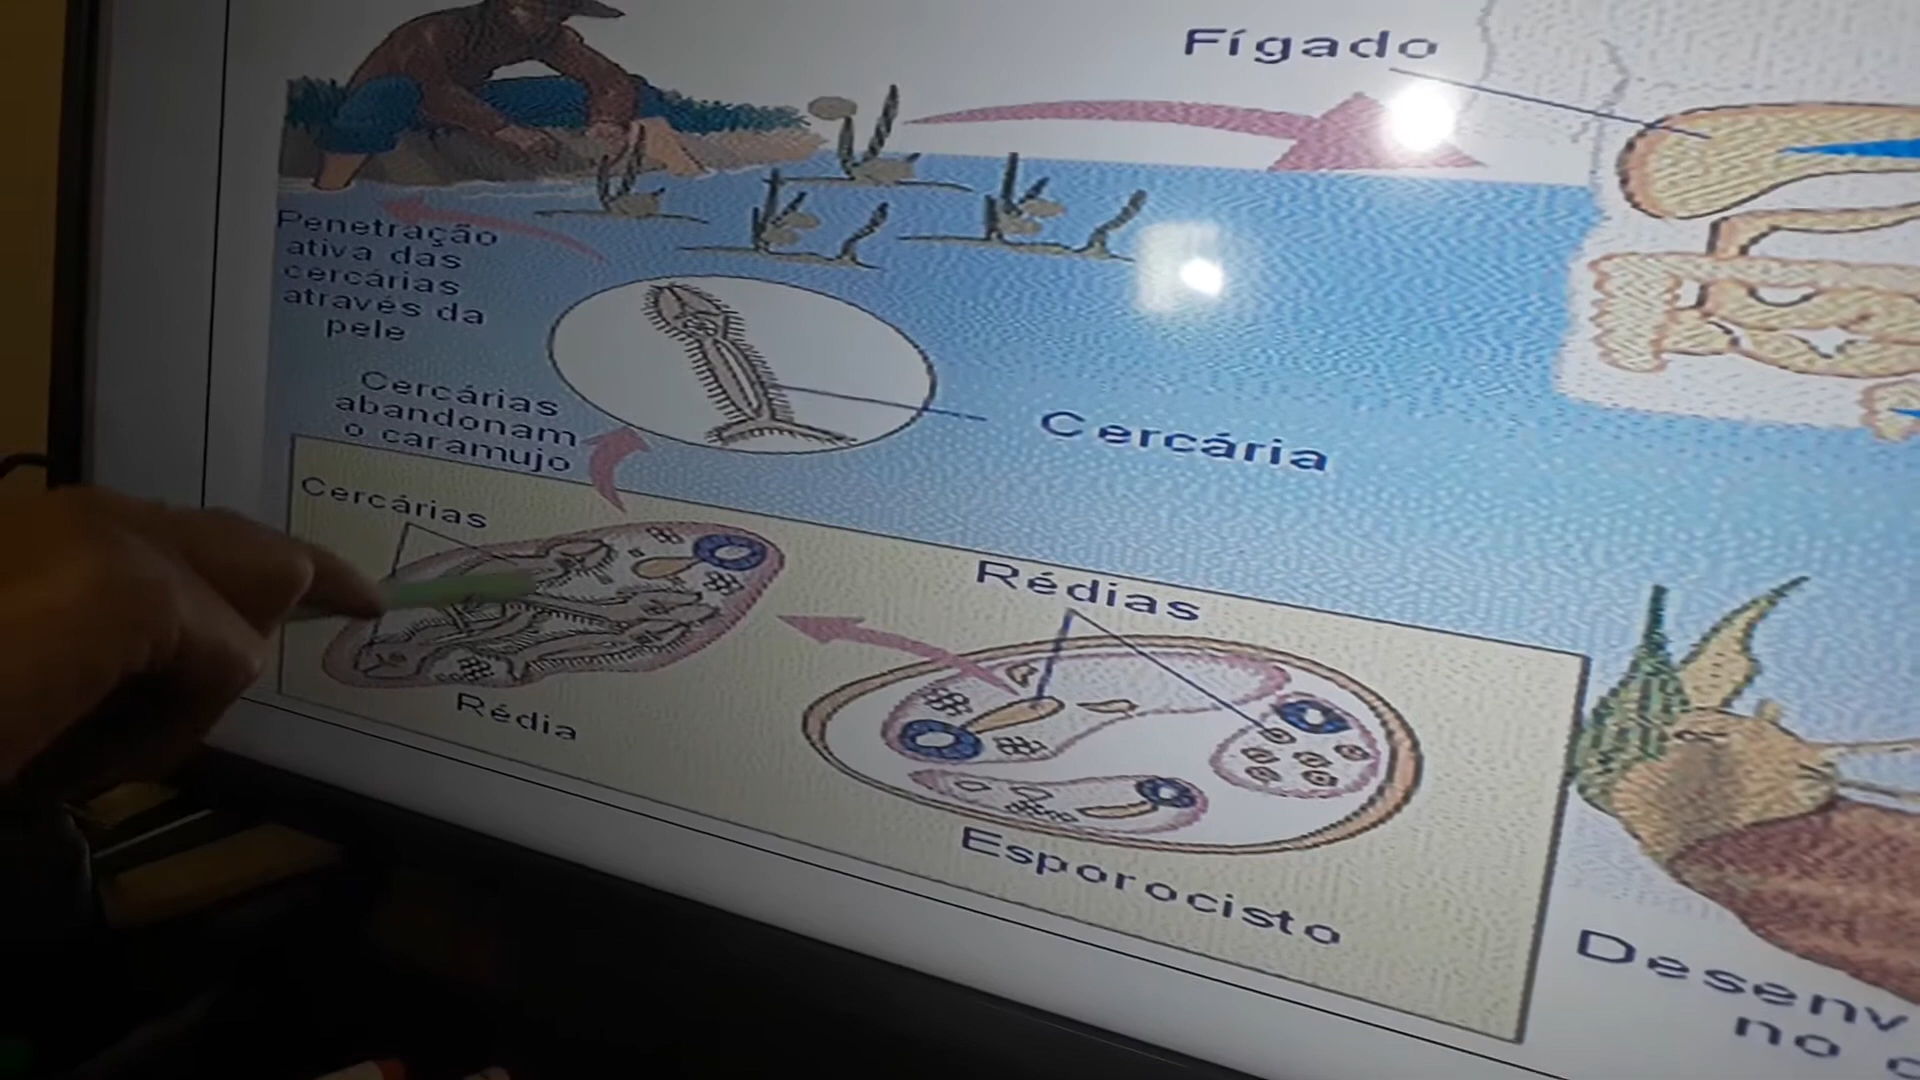 Fígado
Penetração
ativa das
cercárias
através da
pele
Cercárias
abandonam
o caramujo
Cercária
Cercárias
Rédias
Rédia
Esporocisto
Desenv
no